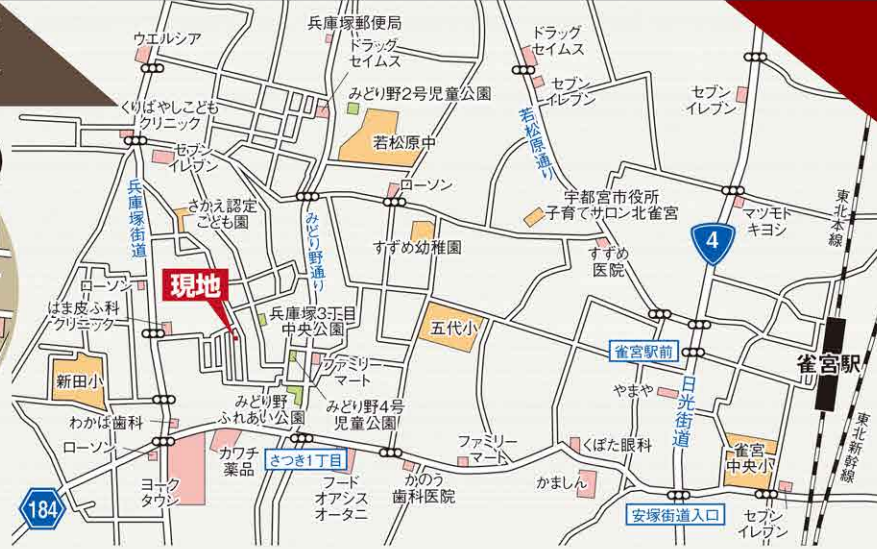 兵庫塚郵便局
ウエルシア
ドラッグ
セイムス
ドラッグ
セイムス
セブン
イレブン
セブン
イレブン
みどり野2号児童公園
くりばやしこども
クリニック
若松原中
若松原通り
セブン
イレブン
兵庫塚街道
さかえ認定
こども園
みどり野通り
ローソン
宇都宮市役所
子育てサロン北雀宮
マツモト
キヨシ
東北本線
4
すずめ幼稚園
すずめ
医院
現地
ローソン
はま皮ふ科
クリニック
兵庫塚3丁目
中央公園
五代小
雀宮駅前
雀宮駅
ファミリー
マート
新田小
やまや
日光街道
みどり野
ふれあい公園
みどり野4号
児童公園
わかば歯科
ローソン
カワチ
薬品
さつき1丁目
ファミリー
マート
くぼた眼科
雀宮
中央小
東北新幹線
ヨーク
タウン
フード
オアシス
オータニ
かのう
歯科医院
かましん
184
安塚街道入口
セブン
イレブン